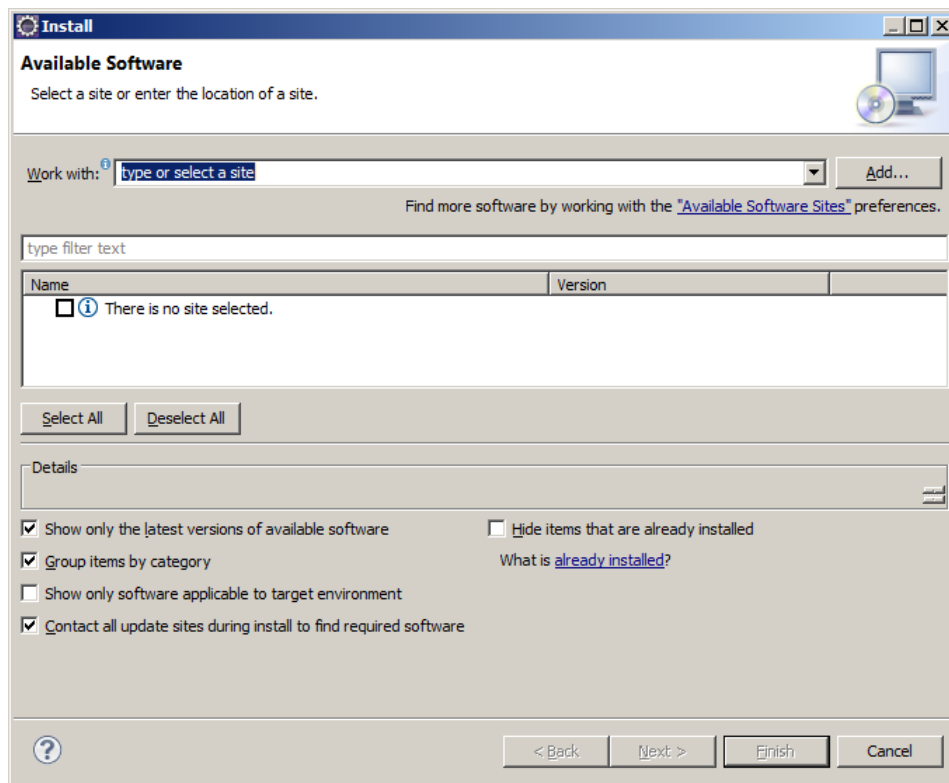 Install
Available Software
Select a site or enter the location of a site.
Work with: type or select a site Add...
Find more software by working with the "Available Software Sites" preferences.
type filter text
Name Version
There is no site selected.
Select All Deselect All
Details
Show only the latest versions of available software Hide items that are already installed
Group items by category What is already installed?
Show only software applicable to target environment
Contact all update sites during install to find required software
? < Back Next > Finish Cancel